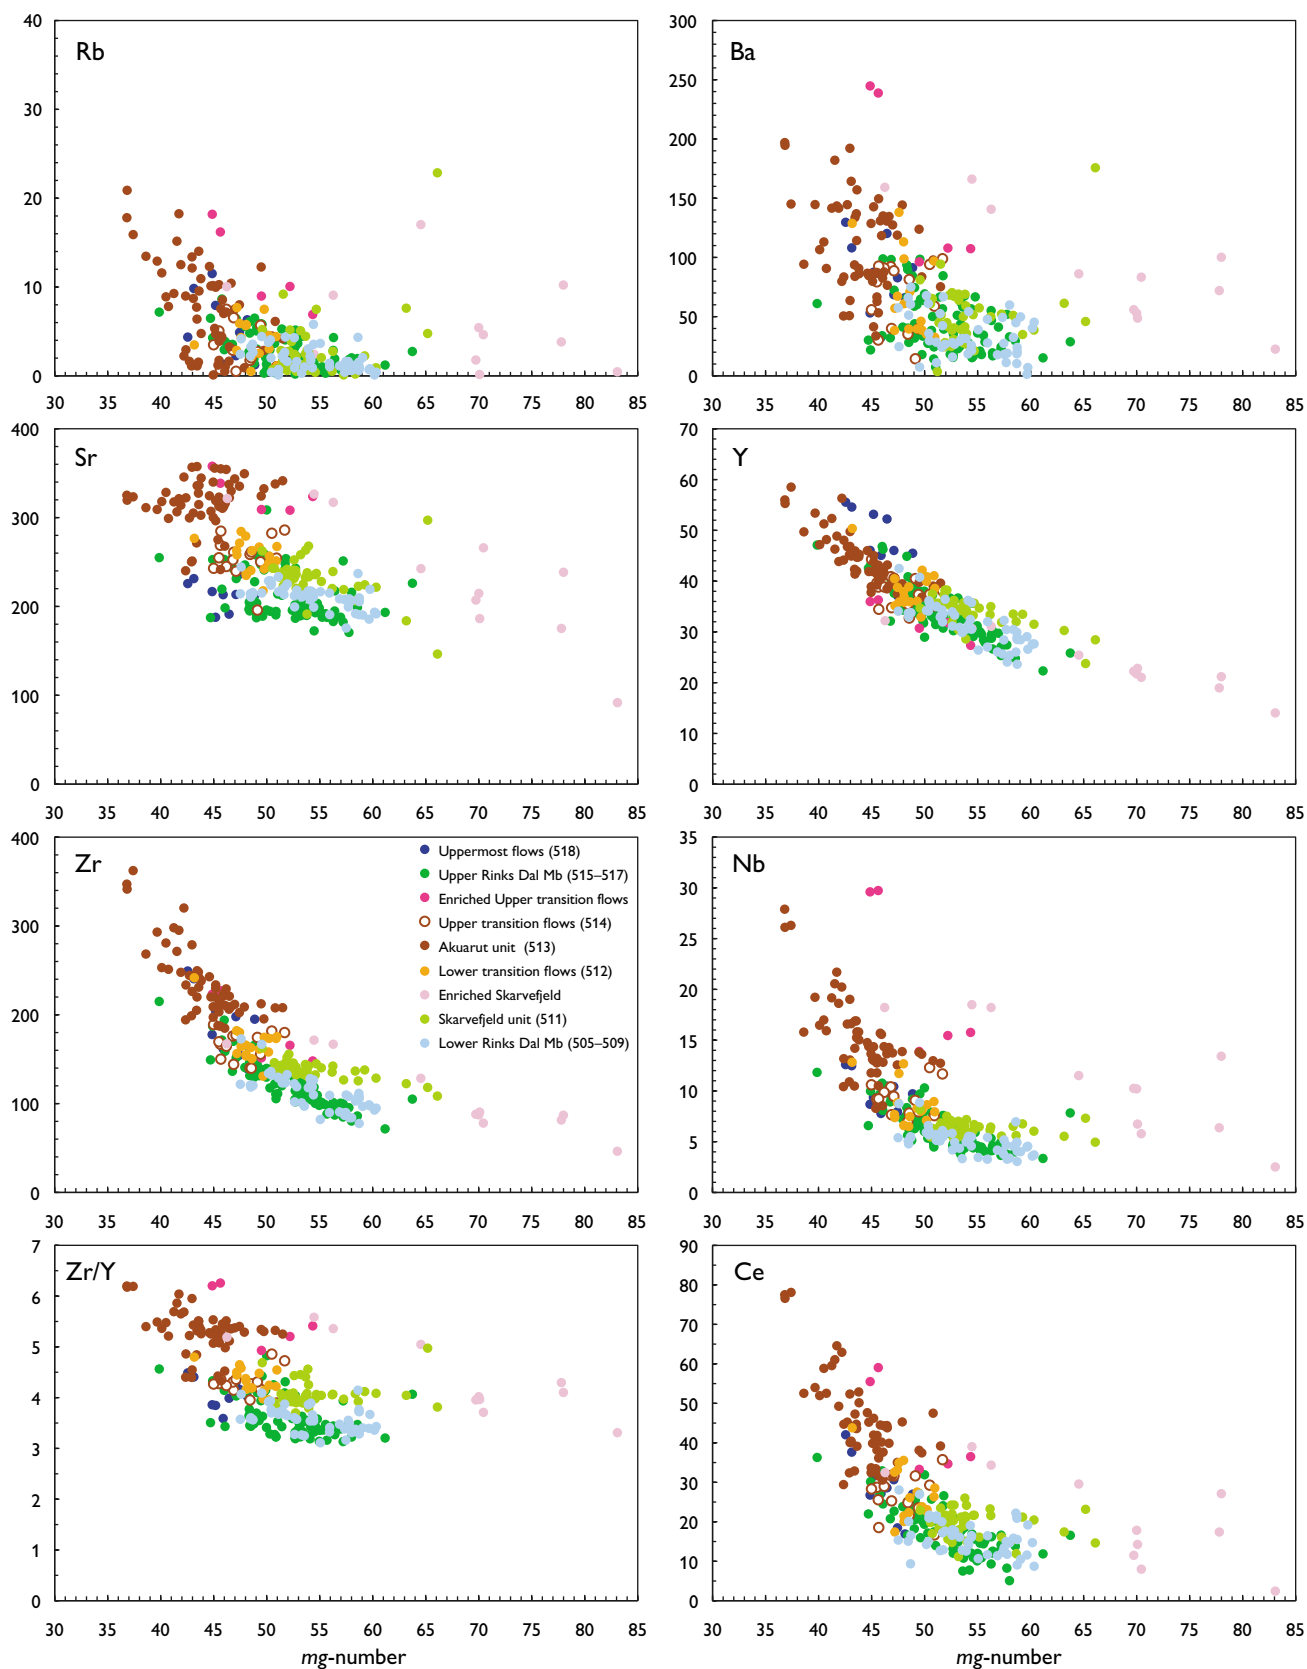 40
30
20
10
0
Rb
30 35 40 45 50 55 60 65 70 75 80 85
300
250
200
150
100
50
0
Ba
30 35 40 45 50 55 60 65 70 75 80 85
400
300
200
100
0
Sr
30 35 40 45 50 55 60 65 70 75 80 85
70
60
50
40
30
20
10
0
Y
30 35 40 45 50 55 60 65 70 75 80 85
400
300
200
100
0
Zr
Uppermost flows (518)
Upper Rinks Dal Mb (515–517)
Enriched Upper transition flows
Upper transition flows (514)
Akuarut unit (513)
Lower transition flows (512)
Enriched Skarvefjeld
Skarvefjeld unit (511)
Lower Rinks Dal Mb (505–509)
30 35 40 45 50 55 60 65 70 75 80 85
35
30
25
20
15
10
5
0
Nb
30 35 40 45 50 55 60 65 70 75 80 85
7
6
5
4
3
2
1
0
Zr/Y
30 35 40 45 50 55 60 65 70 75 80 85
mg-number
90
80
70
60
50
40
30
20
10
0
Ce
30 35 40 45 50 55 60 65 70 75 80 85
mg-number